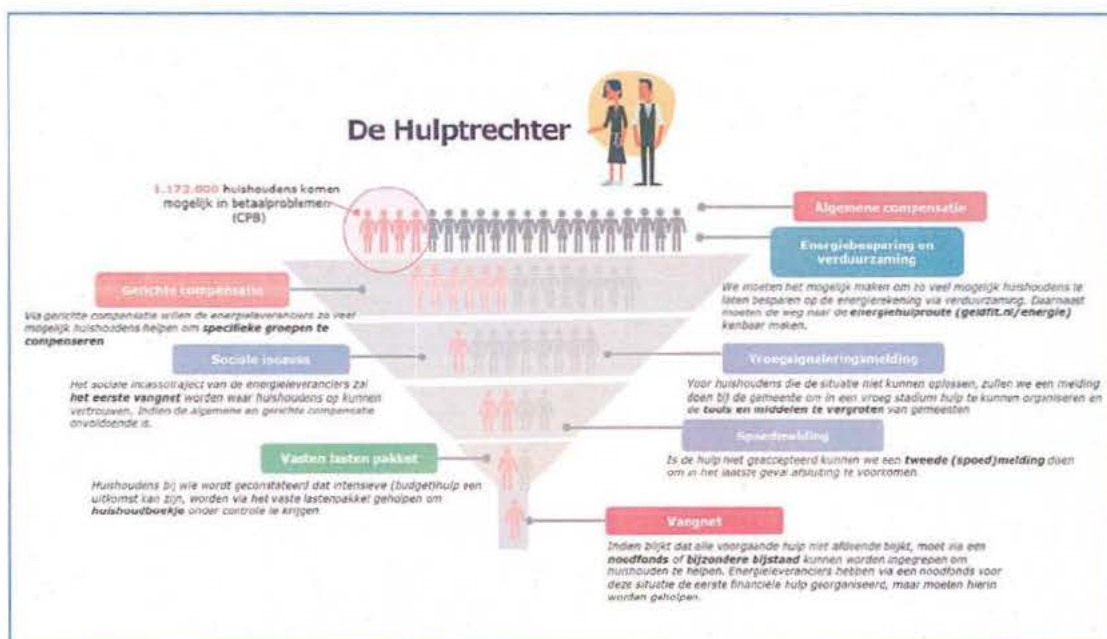 De Hulptrechter
1.172.000 huishoudens komen
mogelijk in betaalproblemen
(CPB)
Algemene compensatie
Energiebesparing en
verduurzaming
We moeten het mogelijk maken om zo veel mogelijk huishoudens te
laten besparen op de energierekening via verduurzaming. Daarnaast
moeten de weg naar de energiehulproute (geldfit.nl/energie)
kenbaar maken.
Gerichte compensatie
Via gerichte compensatie willen de energieleveranciers zo veel
mogelijk huishoudens helpen om specifieke groepen te
compenseren
Sociale incasso
Het sociale incassotraject van de energieleveranciers zal
het eerste vangnet worden waar huishoudens op kunnen
vertrouwen. Indien de algemene en gerichte compensatie
onvoldoende is.
Vroegsignaleringsmelding
Voor huishoudens die de situatie niet kunnen oplossen, zullen we een melding
doen bij de gemeente om in een vroeg stadium hulp te kunnen organiseren en
de tools en middelen te vergroten van gemeenten
Spoedmelding
Is de hulp niet geaccepteerd kunnen we een tweede (spoed)melding doen
om in het laatste geval afsluiting te voorkomen.
Vasten lasten pakket
Huishoudens bij wie wordt geconstateerd dat intensieve (budget)hulp een
uitkomst kan zijn, worden via het vaste lastenpakket geholpen om
huishoudboekje onder controle te krijgen
Vangnet
Indien blijkt dat alle voorgaande hulp niet afdoende blijkt, moet via een
noodfonds of bijzondere bijstand kunnen worden ingegrepen om
huishouden te helpen. Energieleveranciers hebben via een noodfonds voor
deze situatie de eerste financiële hulp georganiseerd, maar moeten hierin
worden geholpen.